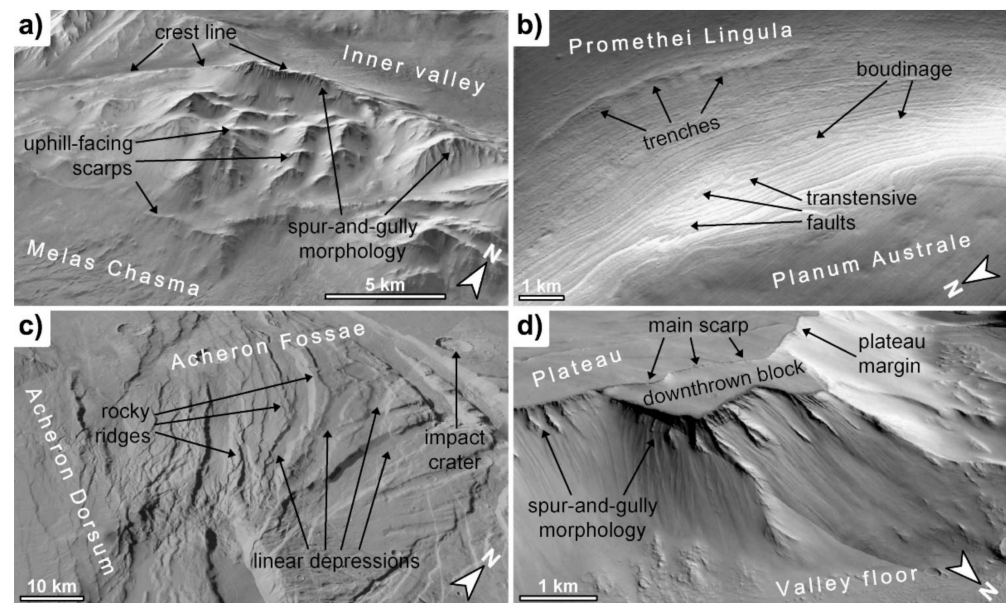 a)
crest line
Inner valley
uphill-facing
scarps
spur-and-gully
morphology
Melas Chasma
N
5 km
b)
Promethei Lingula
boudinage
trenches
transtensive
faults
Planum Australe
N
1 km
c)
Acheron Fossae
rocky
ridges
impact
crater
Acheron Dorsum
linear depressions
N
10 km
d)
main scarp
Plateau
plateau
margin
downthrown block
spur-and-gully
morphology
Valley floor
N
1 km